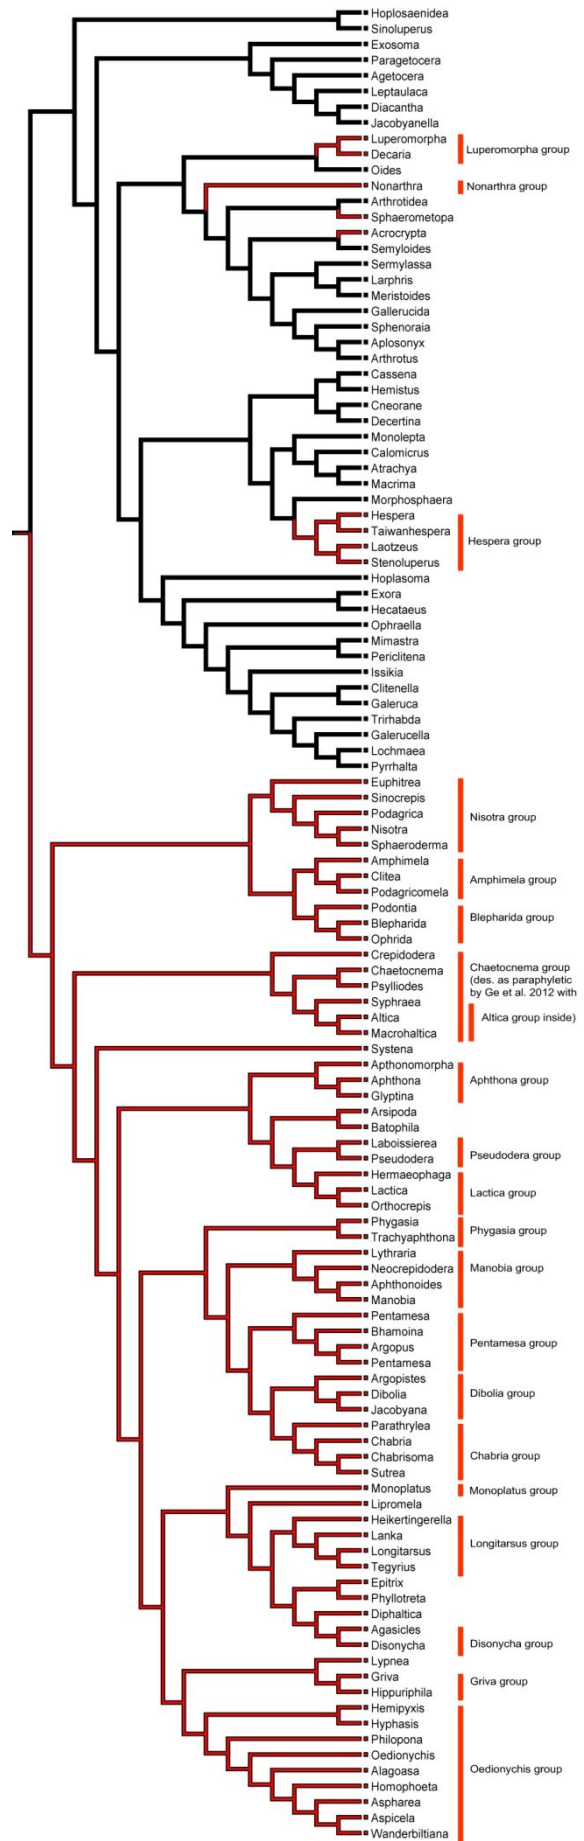 Hoplosaenidea
Sinoluperus
Exosoma
Paragetocera
Agetocera
Leptaulaca
Diacantha
Jacobyanella
Luperomorpha
Decaria
Luperomorpha group
Oides
Nonarthra
Nonarthra group
Arthrotidea
Sphaerometopa
Acrocrypta
Semyloides
Sermylassa
Larphris
Meristoides
Gallerucida
Sphenoraia
Aplosonyx
Arthrotus
Cassena
Hemistus
Cneorane
Decertina
Monolepta
Calomicrus
Atrachya
Macrima
Morphosphaera
Hespera
Taiwanhespera
Hespera group
Laotzeus
Stenoluperus
Hoplasoma
Exora
Hecataeus
Ophraella
Mimastra
Periclitena
Issikia
Clitenella
Galeruca
Trirhabda
Galerucella
Lochmaea
Pyrrhalta
Euphitrea
Sinocrepis
Podagrica
Nisotra group
Nisotra
Sphaeroderma
Amphimela
Clitea
Amphimela group
Podagricomela
Podontia
Blepharida
Blepharida group
Ophrida
Crepidodera
Chaetocnema
Chaetocnema group
Psylliodes
(des. as paraphyletic
by Ge et al. 2012 with
Syphraea
Altica
Altica group inside)
Macrohaltica
Systena
Apthonomorpha
Aphthona
Aphthona group
Glyptina
Arsipoda
Batophila
Laboissierea
Pseudodera
Pseudodera group
Hermaeophaga
Lactica
Lactica group
Orthocrepis
Phygasia
Phygasia group
Trachyaphthona
Lythraria
Neocrepidodera
Manobia group
Aphthonoides
Manobia
Pentamesa
Bhamoina
Pentamesa group
Argopus
Pentamesa
Argopistes
Dibolia
Dibolia group
Jacobyana
Parathrylea
Chabria
Chabria group
Chabrisoma
Sutrea
Monoplatus
Monoplatus group
Lipromela
Heikertingerella
Lanka
Longitarsus group
Longitarsus
Tegyrius
Epitrix
Phyllotreta
Diphaltica
Agasicles
Disonycha
Disonycha group
Lypnea
Griva
Griva group
Hippuriphila
Hemipyxis
Hyphasis
Philopona
Oedionychis
Alagoasa
Oedionychis group
Homophoeta
Aspharea
Aspicela
Wanderbiltiana